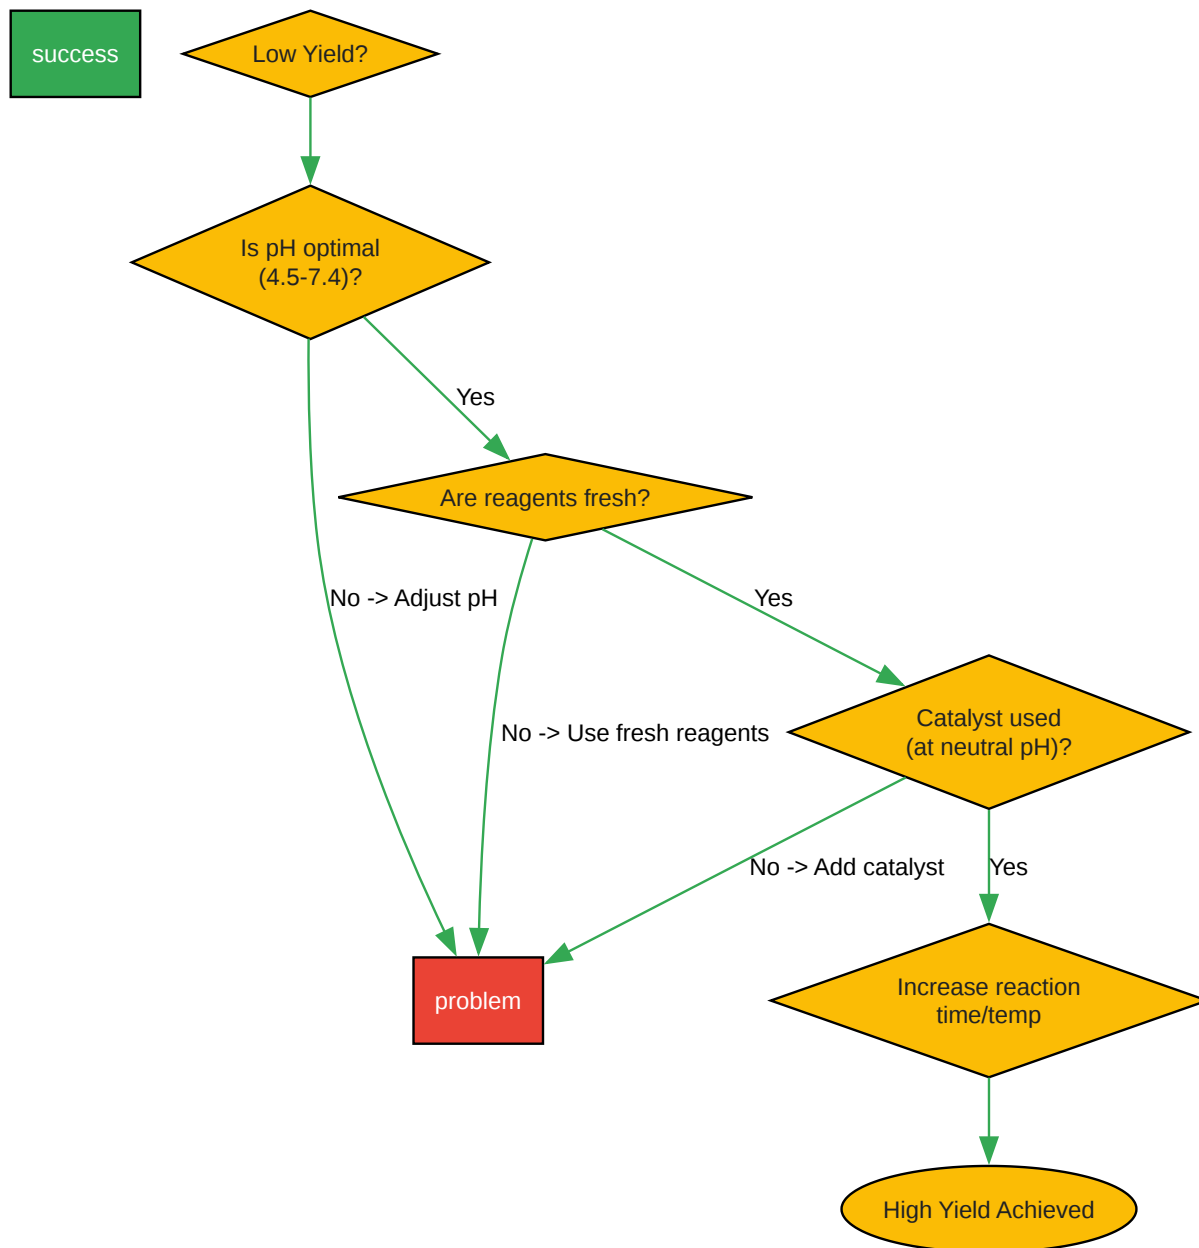 success
Low Yield?
Is pH optimal
(4.5-7.4)?
Yes
Are reagents fresh?
No -> Adjust pH
Yes
No -> Use fresh reagents
Catalyst used
(at neutral pH)?
No -> Add catalyst
Yes
problem
Increase reaction
time/temp
High Yield Achieved